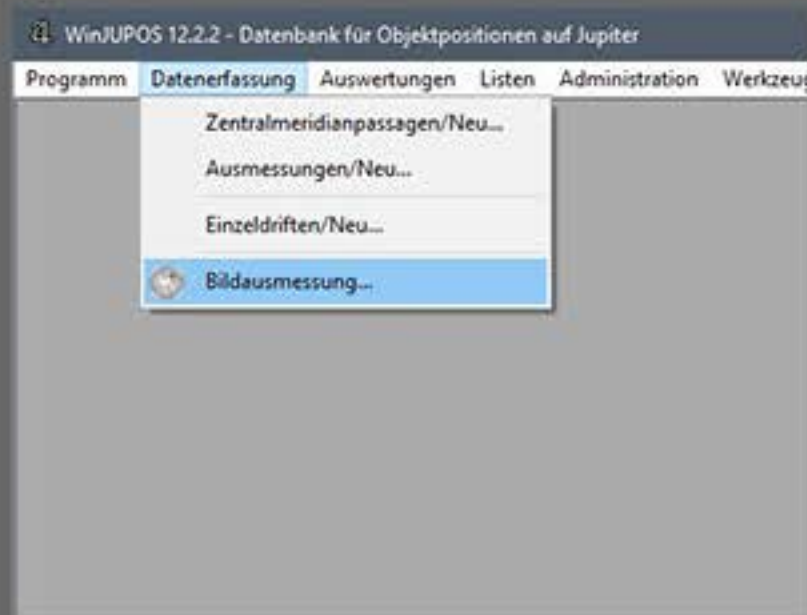 WinJUPOS 12.2.2 - Datenbank für Objektpositionen auf Jupiter
Programm Datenerfassung Auswertungen Listen Administration Werkzeug
Zentralmeridianpassagen/Neu...
Ausmessungen/Neu...
Einzeldriften/Neu...
Bildausmessung...